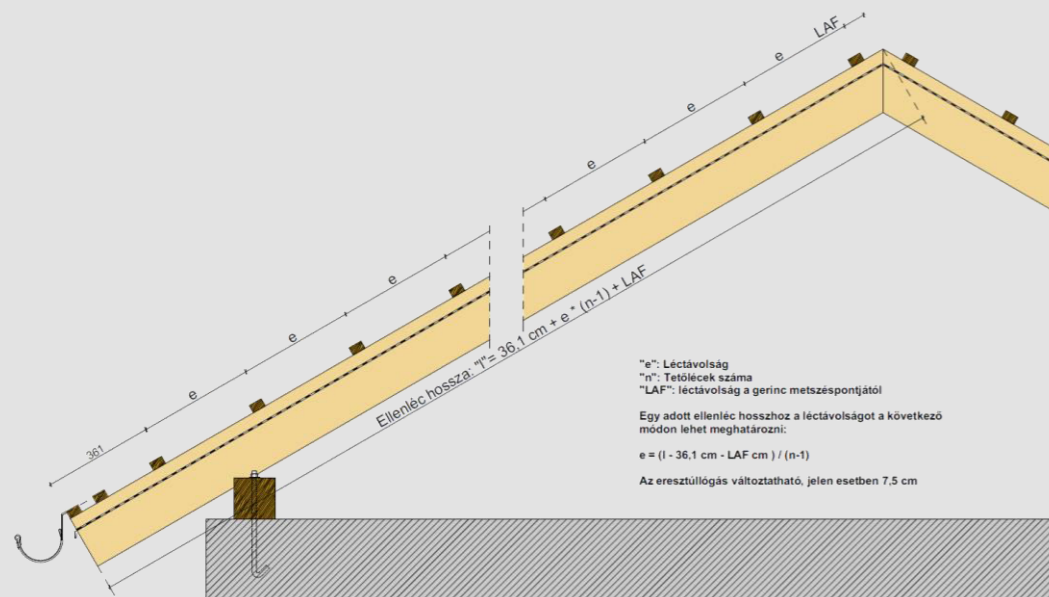 LAF
e
e
e
e
e
e
361
Ellenléc hossza: "l"= 36,1 cm + e * (n-1) + LAF
"e": Léctávolság
"n": Tetőlécek száma
"LAF": léctávolság a gerinc metszéspontjától
Egy adott ellenléc hosszhoz a léctávolságot a következő
módon lehet meghatározni:
e = (l - 36,1 cm - LAF cm ) / (n-1)
Az eresztúllógás változtatható, jelen esetben 7,5 cm